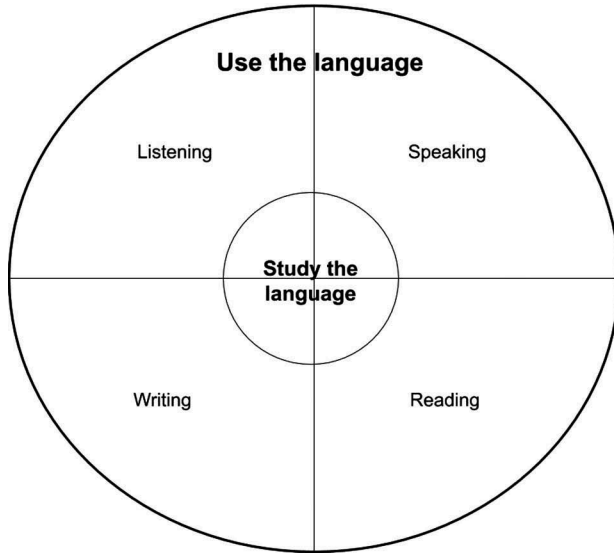 Use the language
Listening
Speaking
Study the
language
Writing
Reading